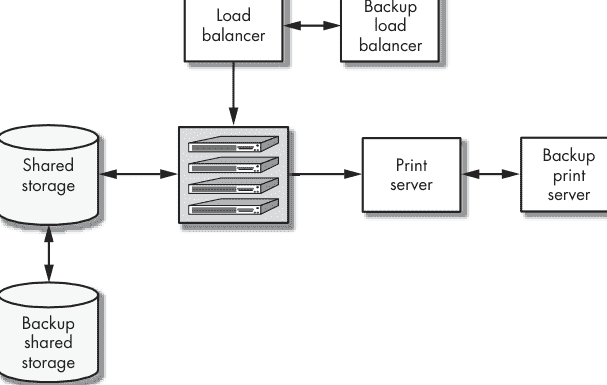 Load
balancer
Backup
load
balancer
Shared
storage
Print
server
Backup
print
server
Backup
shared
storage